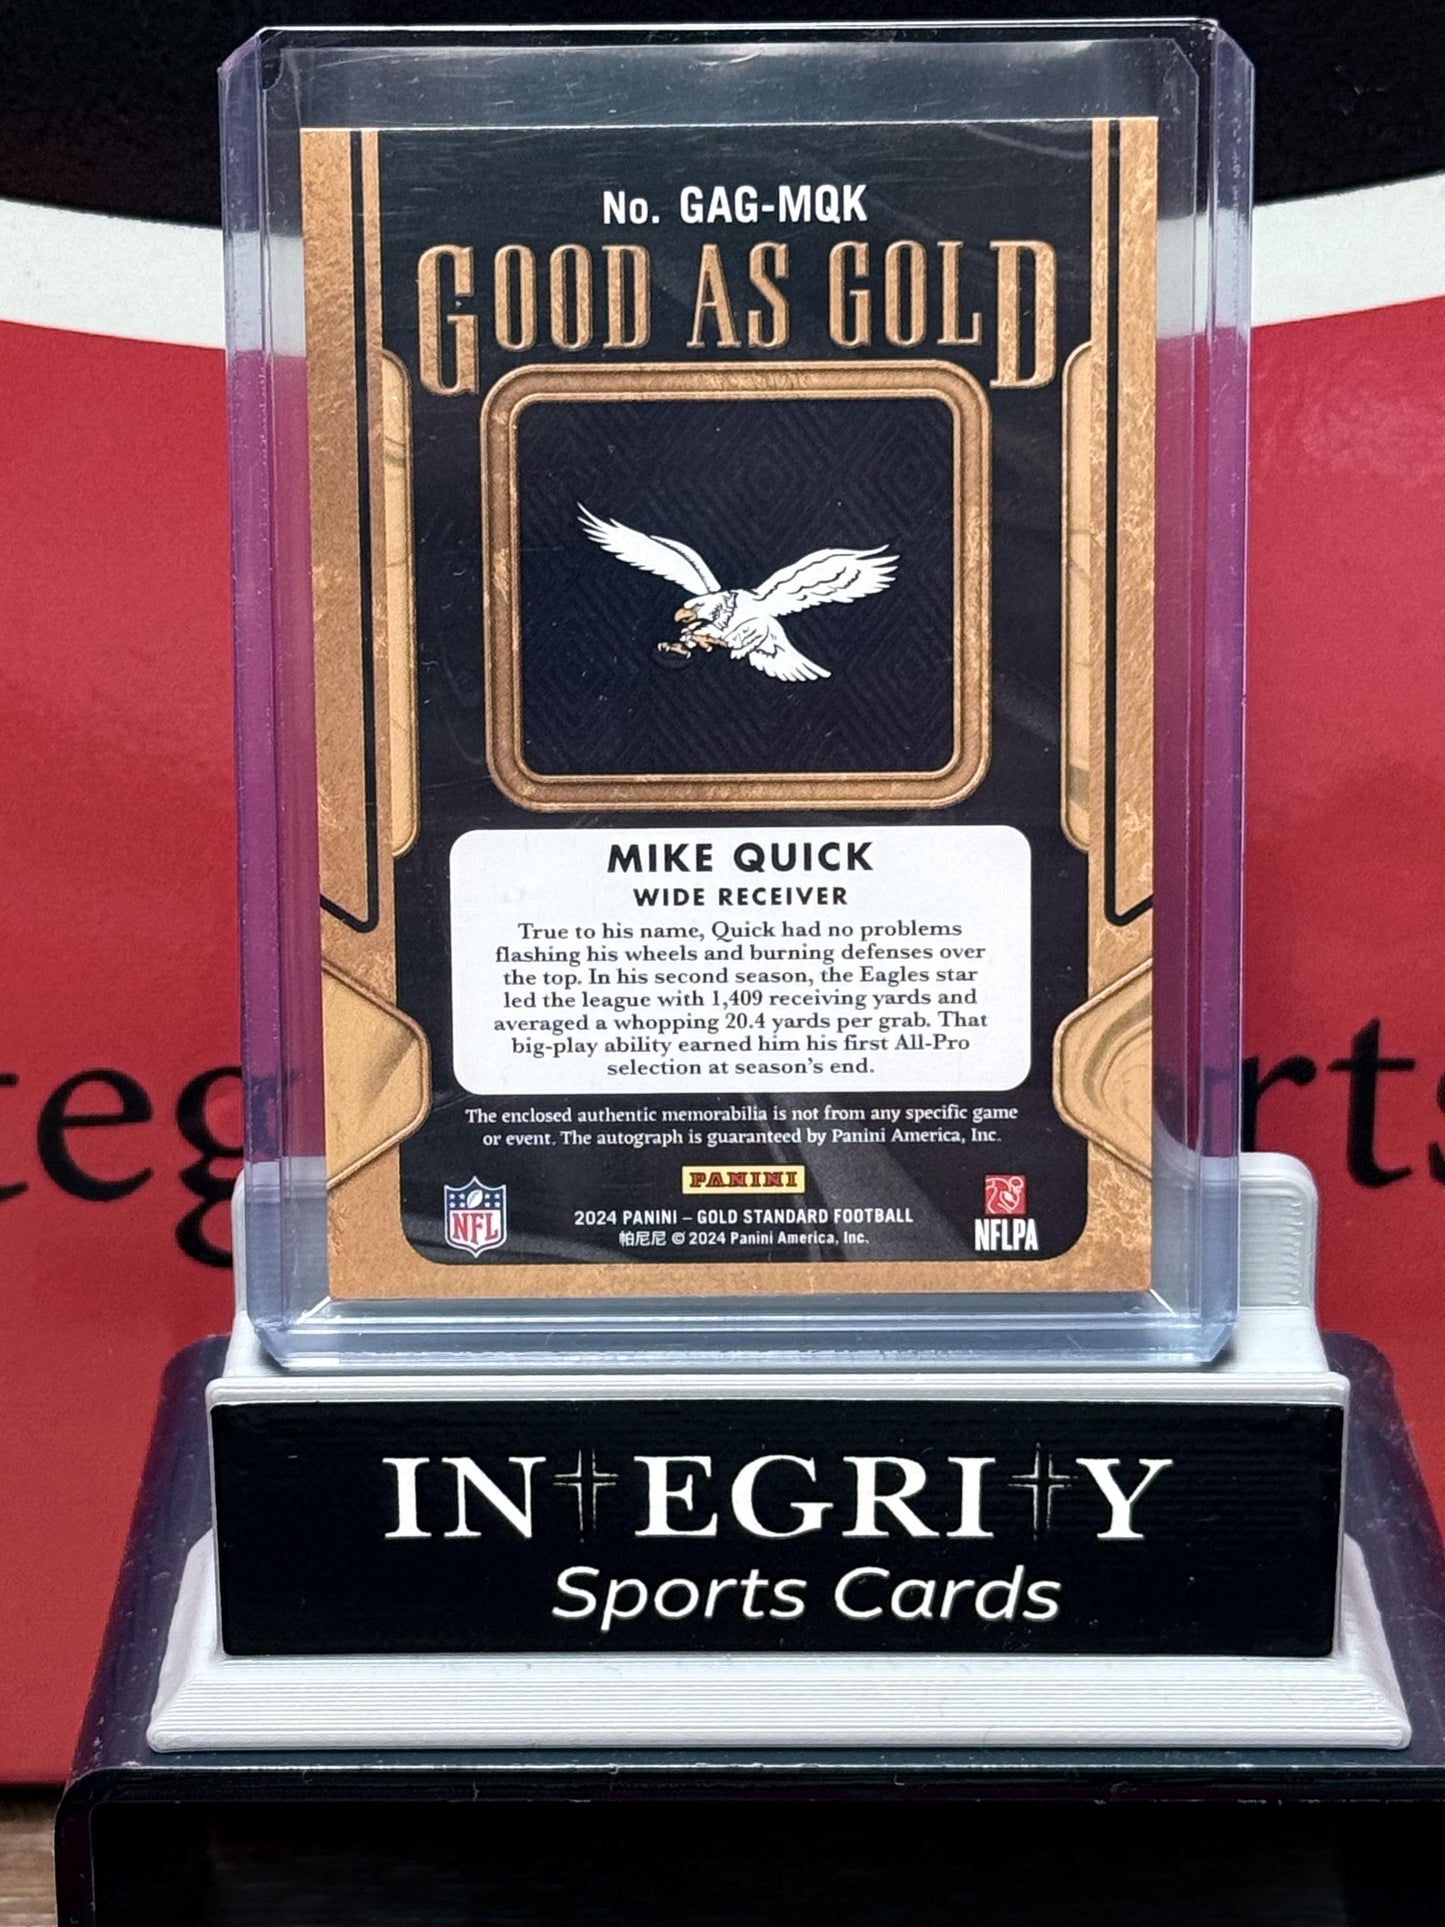 No. GAG-MQK
GOOD AS GOLD
MIKE QUICK
WIDE RECEIVER
True to his name, Quick had no problems
flashing his wheels and burning defenses over
the top. In his second season, the Eagles star
led the league with 1,409 receiving yards and
averaged a whopping 20.4 yards per grab. That
big-play ability earned him his first All-Pro
selection at season's end.
The enclosed authentic memorabilia is not from any specific game
or event. The autograph is guaranteed by Panini America, Inc.
PANINI
NFL
2024 PANINI – GOLD STANDARD FOOTBALL
帕尼尼 © 2024 Panini America, Inc.
NFLPA
INTEGRITY
Sports Cards